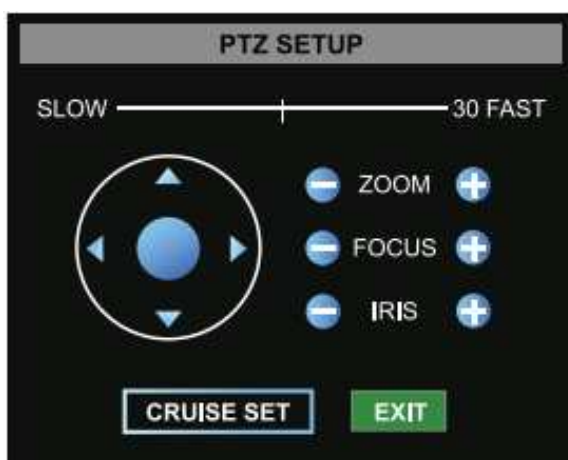 PTZ SETUP
SLOW 30 FAST
ZOOM
FOCUS
IRIS
CRUISE SET EXIT